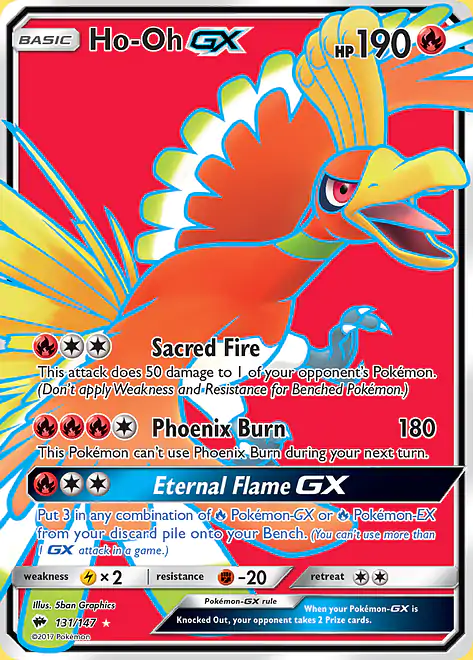 BASIC Ho-Oh GX HP 190
Sacred Fire
This attack does 50 damage to 1 of your opponent's Pokémon.
(Don't apply Weakness and Resistance for Benched Pokémon.)
Phoenix Burn 180
This Pokémon can't use Phoenix Burn during your next turn.
Eternal Flame GX
Put 3 in any combination of Pokémon-GX or Pokémon-EX
from your discard pile onto your Bench. (You can't use more than
1 GX attack in a game.)
weakness ×2 resistance -20 retreat
Illus. 5ban Graphics
131/147
©2017 Pokémon
Pokémon-GX rule
When your Pokémon-GX is
Knocked Out, your opponent takes 2 Prize cards.